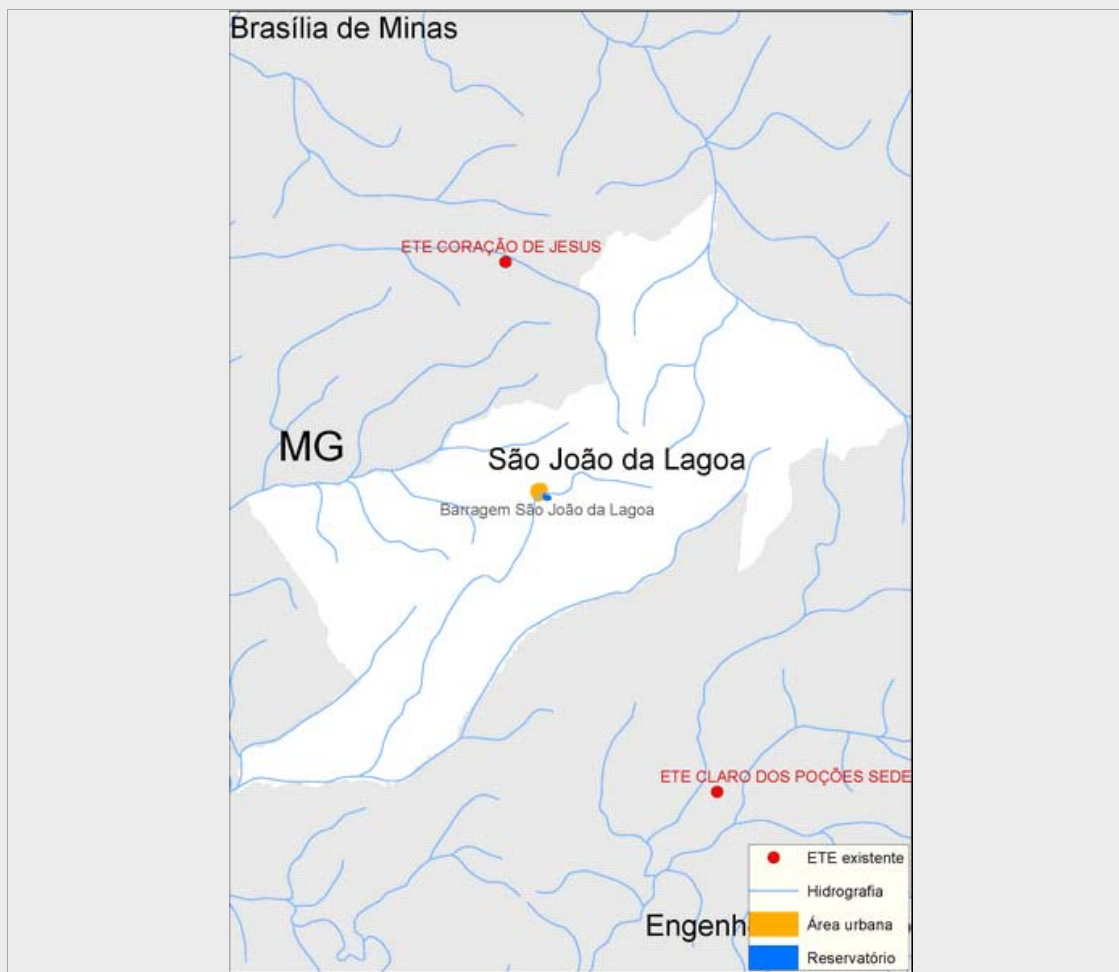 Brasília de Minas
ETE CORAÇÃO DE JESUS
MG
São João da Lagoa
Barragem São João da Lagoa
ETE CLARO DOS POÇÕES SEDE
ETE existente
Hidrografia
Engenh
Área urbana
Reservatório